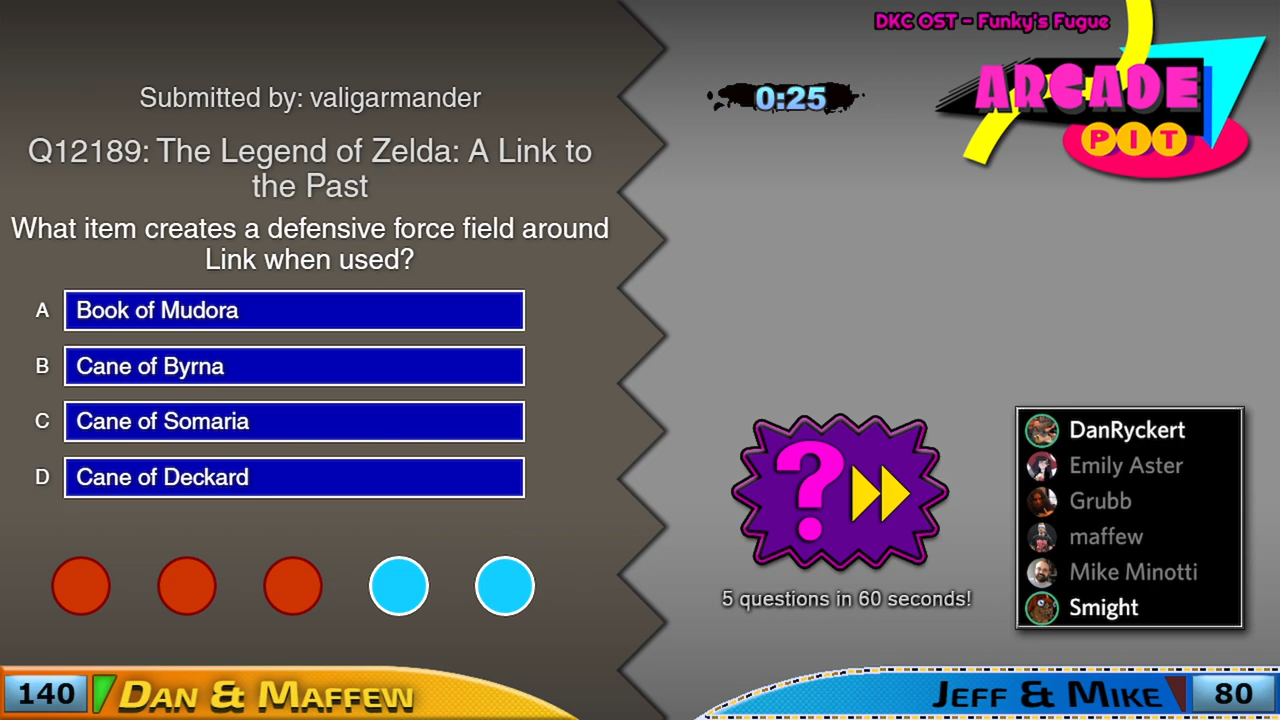 DKC OST - Funky's Fugue
ARCADE
PIT
0:25
Submitted by: valigarmander
Q12189: The Legend of Zelda: A Link to
the Past
What item creates a defensive force field around
Link when used?
A Book of Mudora
B Cane of Byrna
C Cane of Somaria
D Cane of Deckard
?
5 questions in 60 seconds!
DanRyckert
Emily Aster
Grubb
maffew
Mike Minotti
Smight
140 DAN & MAFFEW
JEFF & MIKE 80